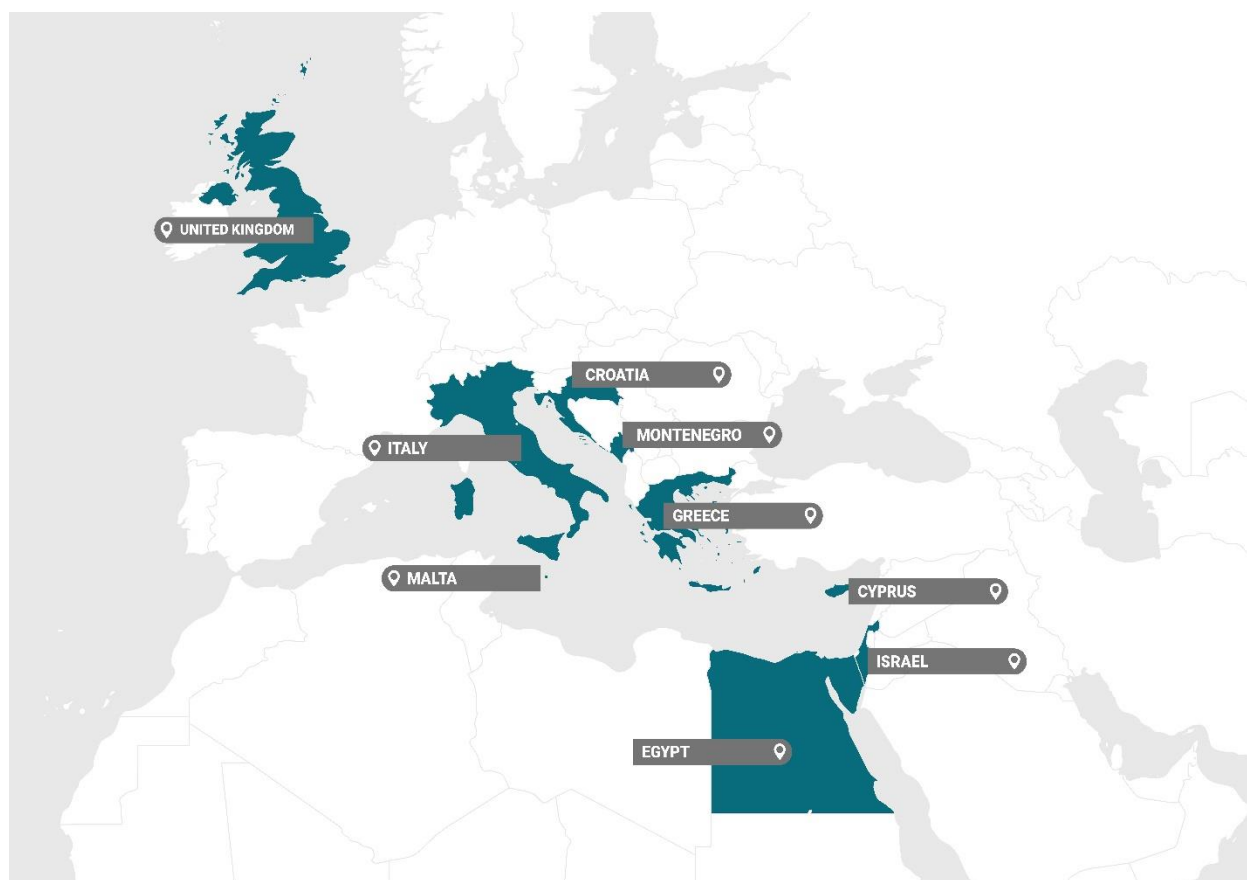 UNITED KINGDOM
CROATIA
MONTENEGRO
ITALY
GREECE
MALTA
CYPRUS
ISRAEL
EGYPT